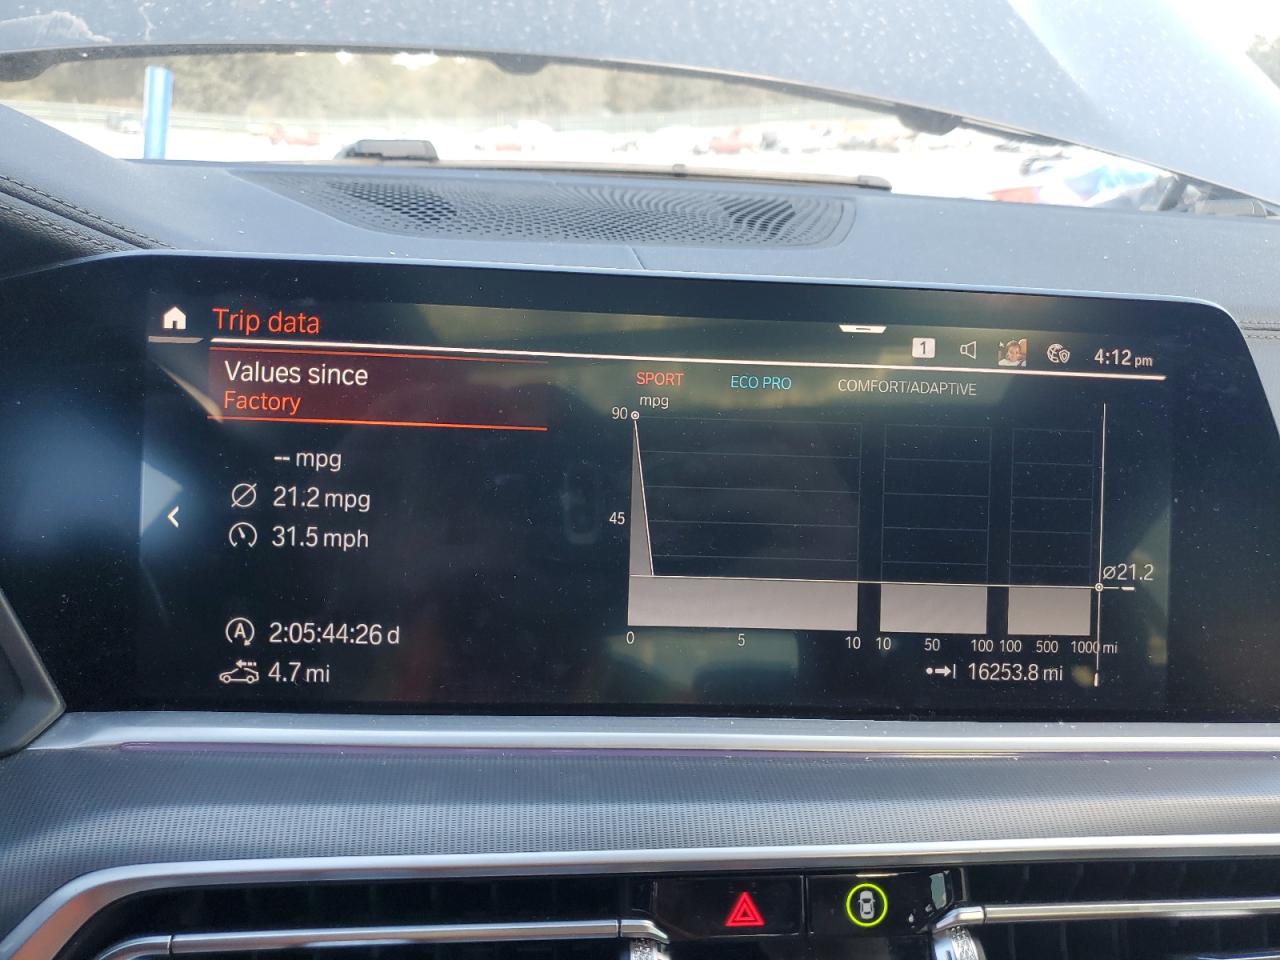 Trip data
1
4:12 pm
Values since
Factory
-- mpg
Ø 21.2 mpg
31.5 mph
A 2:05:44:26 d
4.7 mi
SPORT
ECO PRO
COMFORT/ADAPTIVE
mpg
90
45
Ø21.2
0 5 10 10 50 100 100 500 1000 mi
16253.8 mi